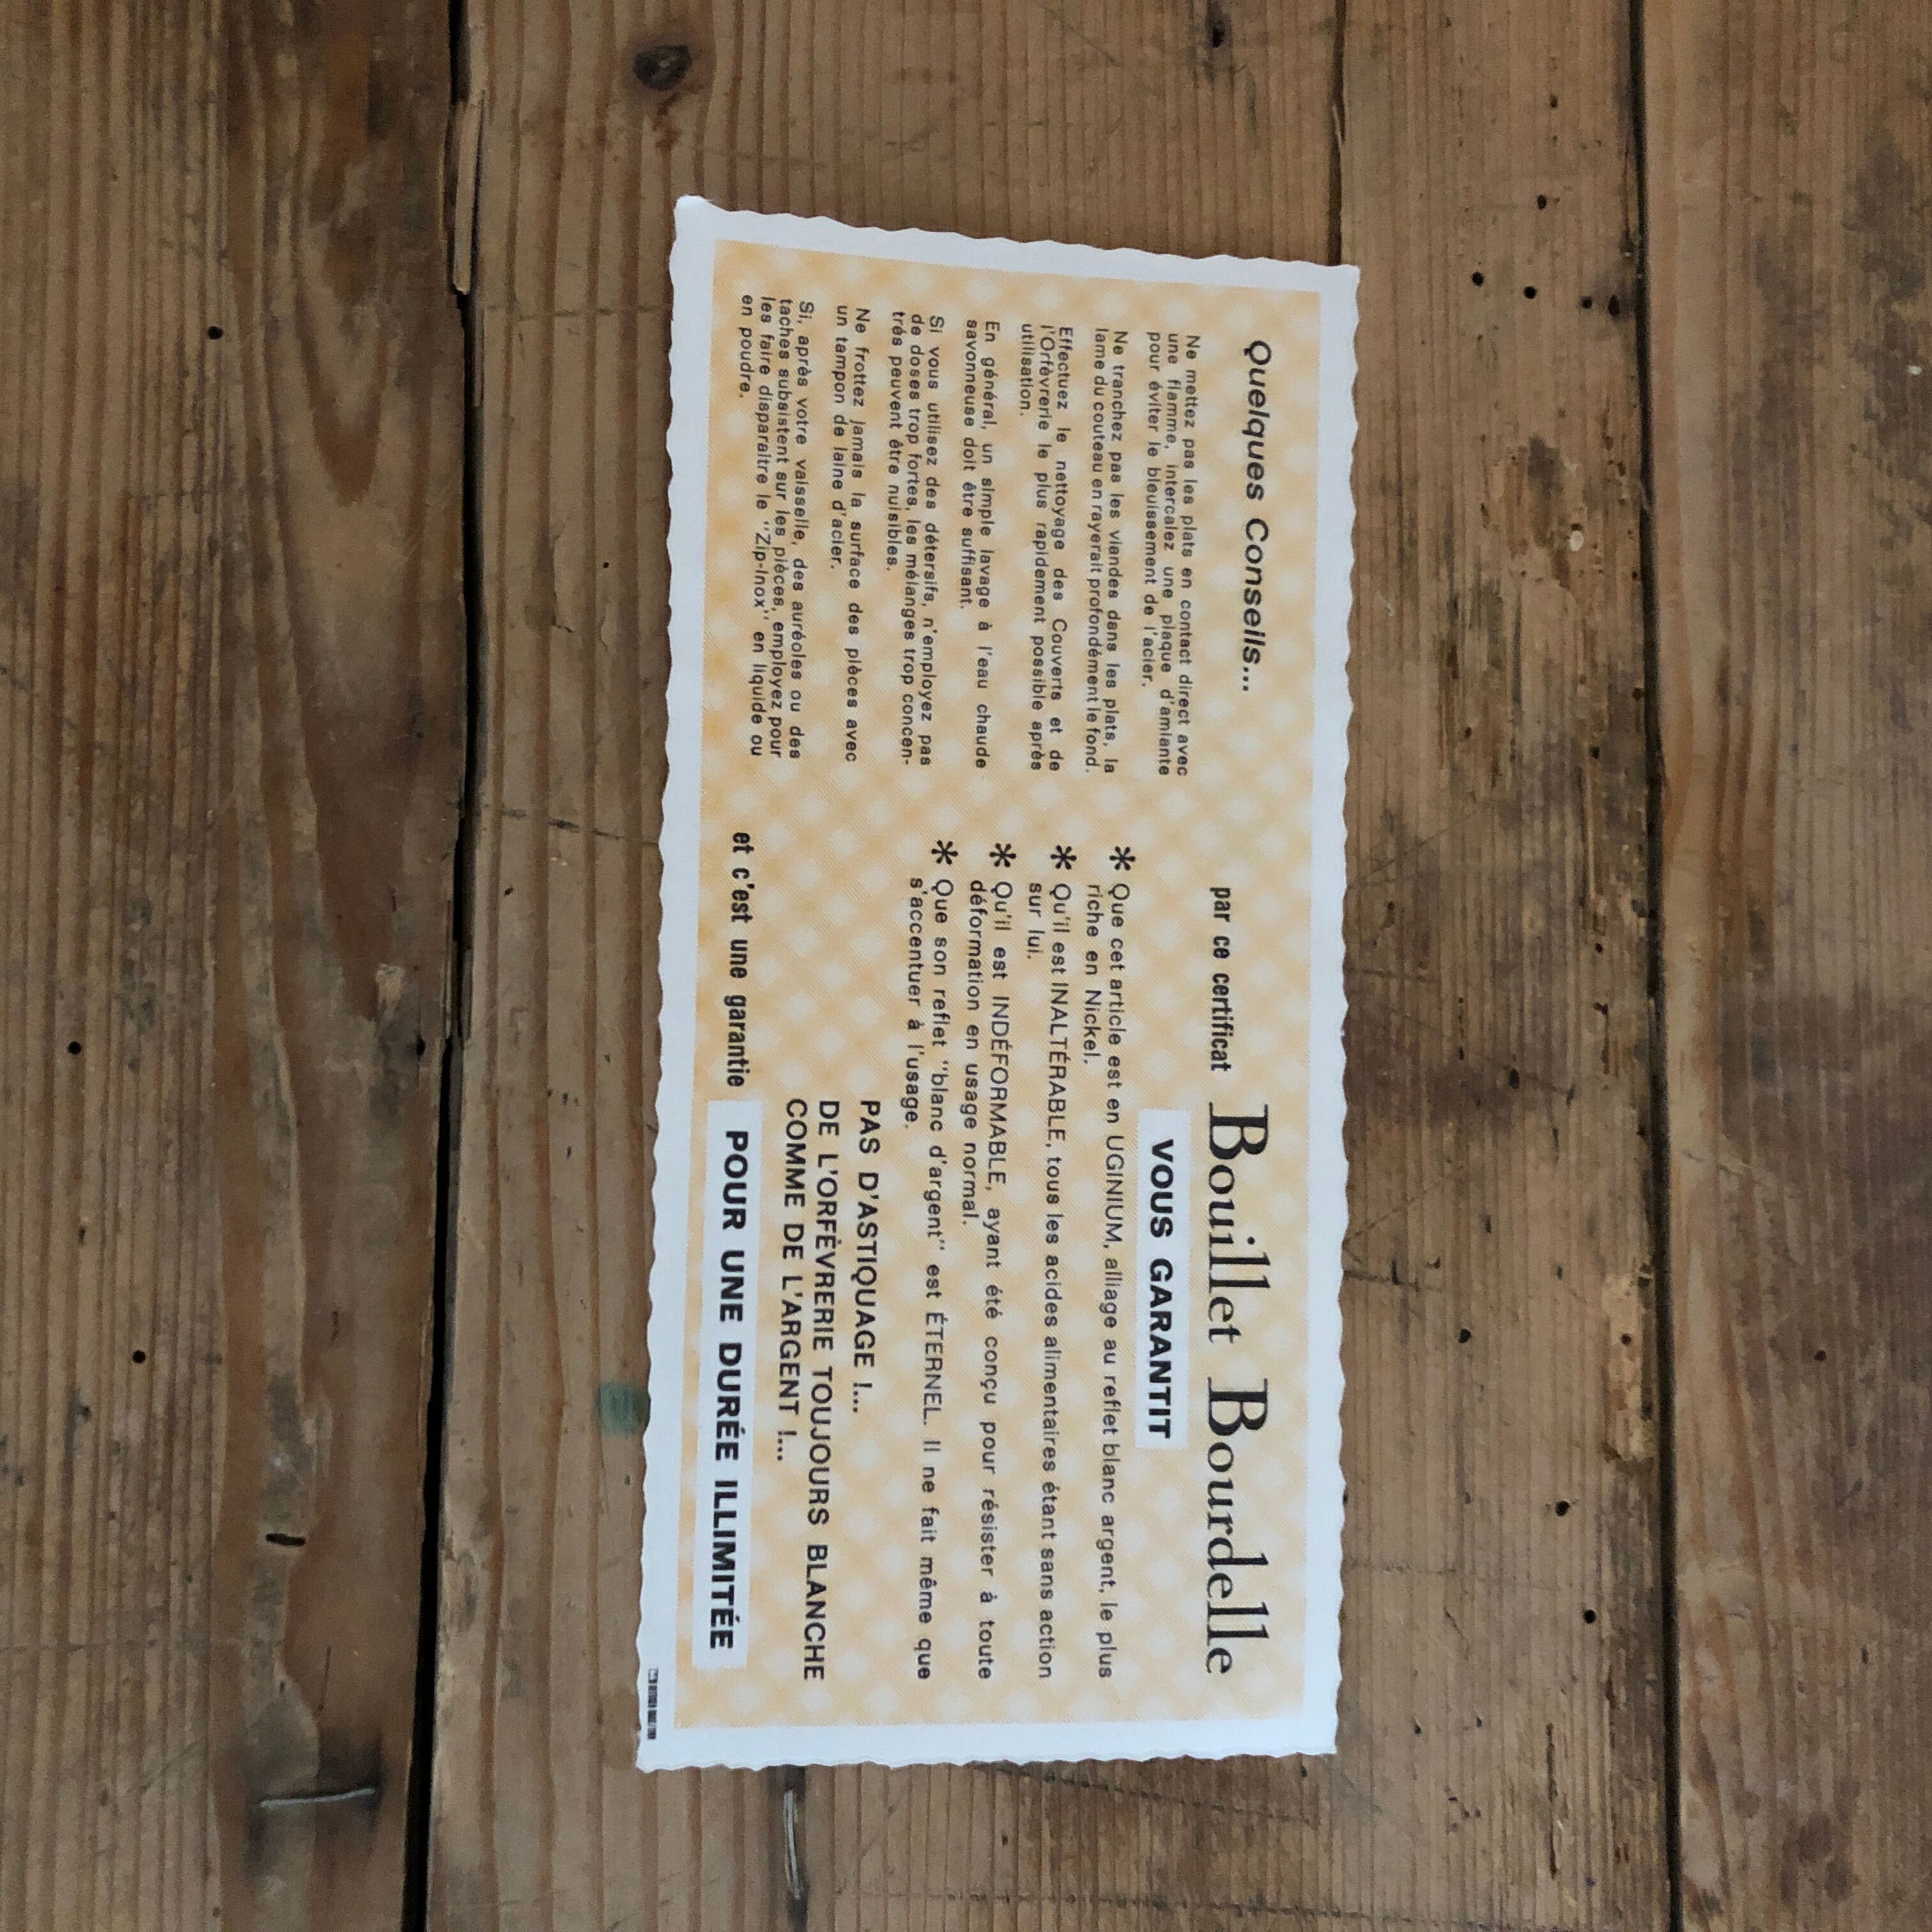 Quelques Conseils...
Ne mettez pas les plats en contact direct avec
une flamme, intercalez une plaque d'amiante
pour éviter le bleuissement de l'acier.
Ne tranchez pas les viandes dans les plats, la
lame du couteau en rayerait profondément le fond.
Effectuez le nettoyage des Couverts et de
l'Orfèvrerie le plus rapidement possible après
utilisation.
En général, un simple lavage à l'eau chaude
savonneuse doit être suffisant.
Si vous utilisez des détersifs, n'employez pas
de doses trop fortes, les mélanges trop concen-
trés peuvent être nuisibles.
Ne frottez jamais la surface des pièces avec
un tampon de laine d'acier.
Si, après votre vaisselle, des auréoles ou des
taches subsistent sur les pièces, employez pour
les faire disparaître le "Zip-Inox" en liquide ou
en poudre.
par ce certificat Bouillet Bourdelle
VOUS GARANTIT
* Que cet article est en UGINIUM, alliage au reflet blanc argent, le plus
riche en Nickel.
* Qu'il est INALTÉRABLE, tous les acides alimentaires étant sans action
sur lui.
* Qu'il est INDÉFORMABLE, ayant été conçu pour résister à toute
déformation en usage normal.
* Que son reflet "blanc d'argent" est ÉTERNEL. Il ne fait même que
s'accentuer à l'usage.
PAS D'ASTIQUAGE !...
DE L'ORFÈVRERIE TOUJOURS BLANCHE
COMME DE L'ARGENT !...
et c'est une garantie POUR UNE DURÉE ILLIMITÉE